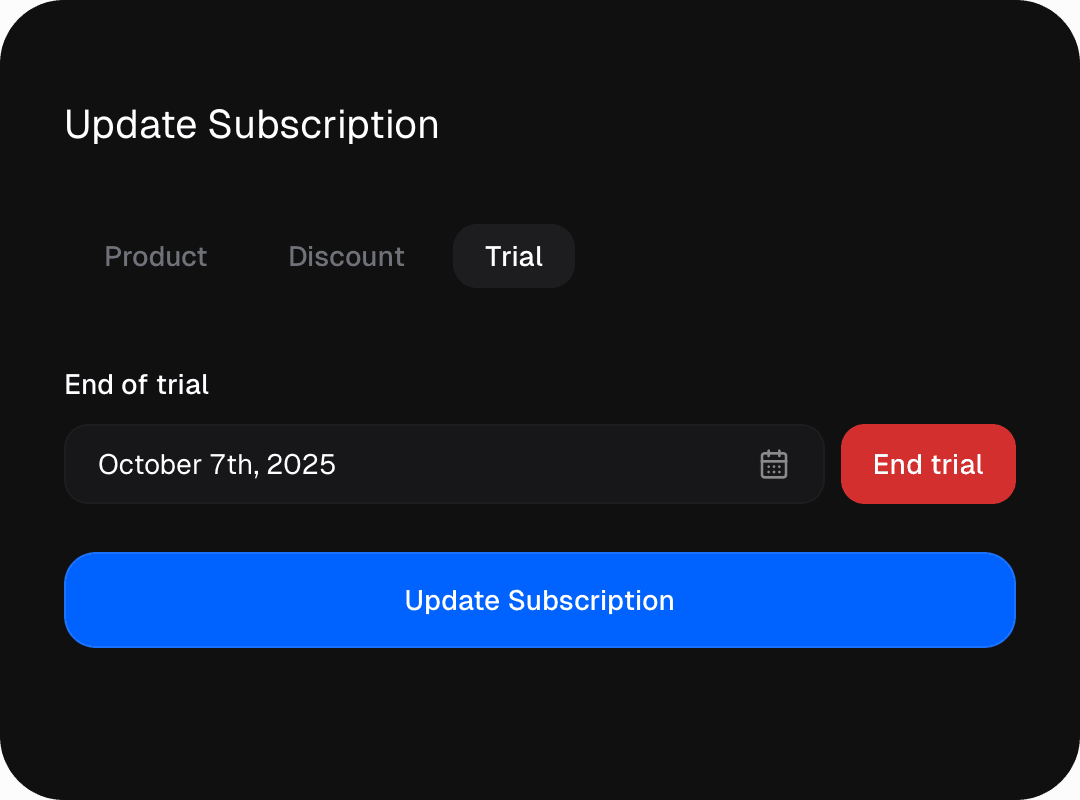 Update Subscription
Product Discount Trial
End of trial
October 7th, 2025 End trial
Update Subscription